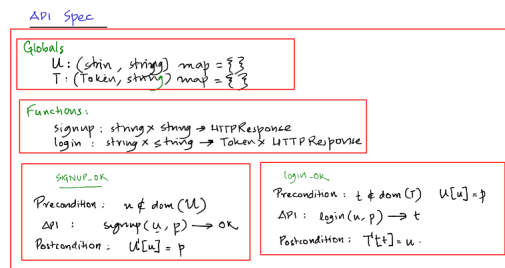 API Spec
Globals
U : (strin, string) map = {}
T : (Token, string) map = {}
Functions:
signup : string × string → HTTPResponse
login : string × string → Token × HTTPResponse
SIGNUP_OK
Precondition : u ∉ dom(U)
API : signup(u, p) → OK
Postcondition : U'[u] = p
login_OK
Precondition : t ∉ dom(T) U[u] = p
API : login(u, p) → t
Postcondition : T'[t] = u .